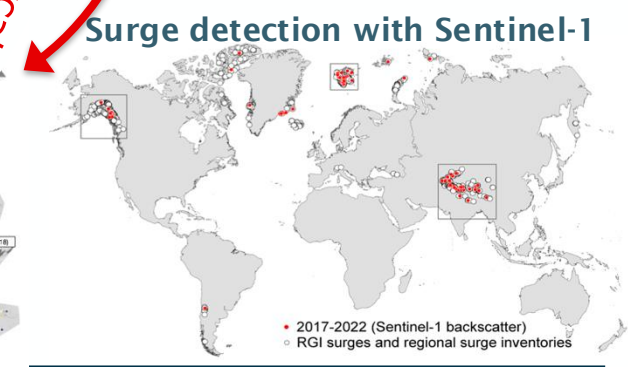 Surge detection with Sentinel-1
2017-2022 (Sentinel-1 backscatter)
RGI surges and regional surge inventories